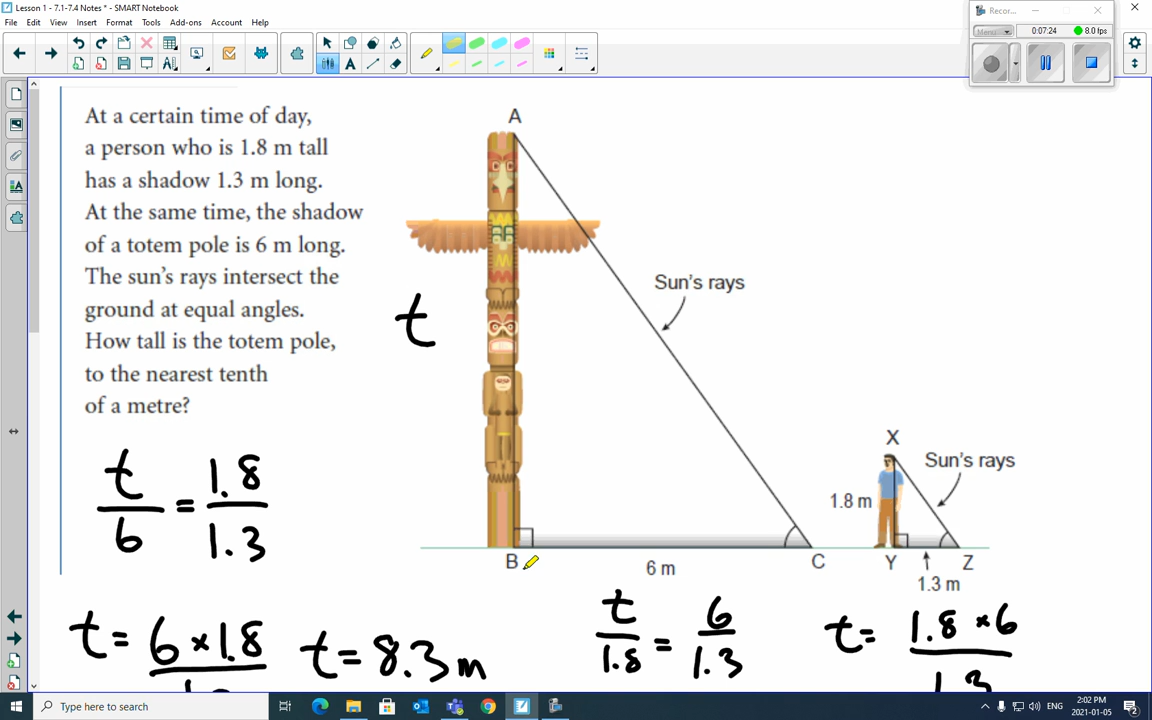 Lesson 1 - 7.1-7.4 Notes * - SMART Notebook
Recor...
File Edit View Insert Format Tools Add-ons Account Help
Menu
0:07:24
8.0 fps
At a certain time of day,
a person who is 1.8 m tall
has a shadow 1.3 m long.
At the same time, the shadow
of a totem pole is 6 m long.
The sun's rays intersect the
ground at equal angles.
How tall is the totem pole,
to the nearest tenth
of a metre?
A
Sun's rays
t
X
Sun's rays
1.8 m
B
6 m
C
Y
Z
1.3 m
t/6 = 1.8/1.3
t = 6 × 1.8
t = 8.3 m
t/1.8 = 6/1.3
t = 1.8 × 6
Type here to search
ENG
2:02 PM
2021-01-05
2